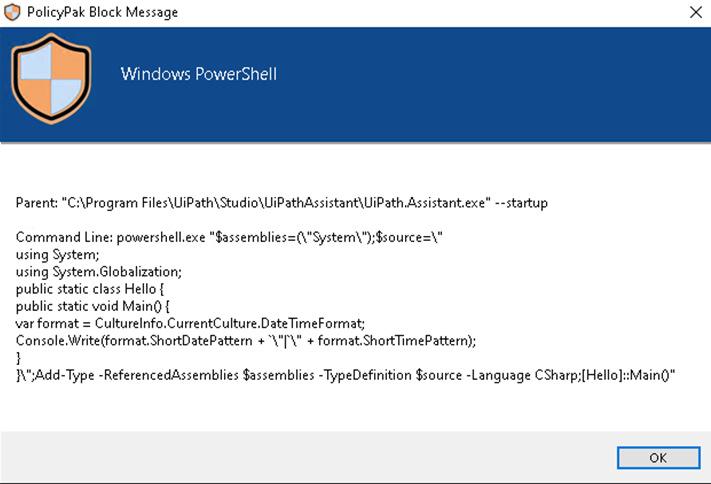 PolicyPak Block Message
Windows PowerShell
Parent: "C:\Program Files\UiPath\Studio\UiPathAssistant\UiPath.Assistant.exe" --startup
Command Line: powershell.exe "$assemblies=(\"System\");$source=\"
using System;
using System.Globalization;
public static class Hello {
public static void Main() {
var format = CultureInfo.CurrentCulture.DateTimeFormat;
Console.Write(format.ShortDatePattern + `\"|`\" + format.ShortTimePattern);
}
}\";Add-Type -ReferencedAssemblies $assemblies -TypeDefinition $source -Language CSharp;[Hello]::Main()"
OK